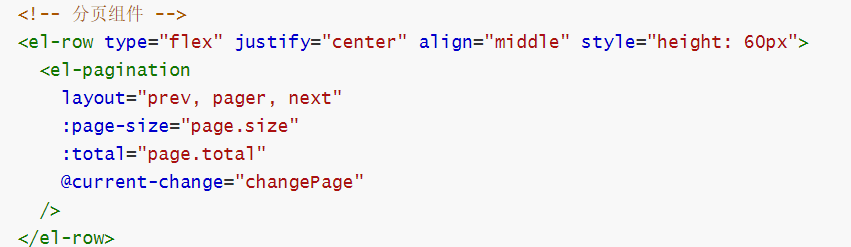 <!-- 分页组件 -->
<el-row type="flex" justify="center" align="middle" style="height: 60px">
<el-pagination
layout="prev, pager, next"
:page-size="page.size"
:total="page.total"
@current-change="changePage"
/>
</el-row>